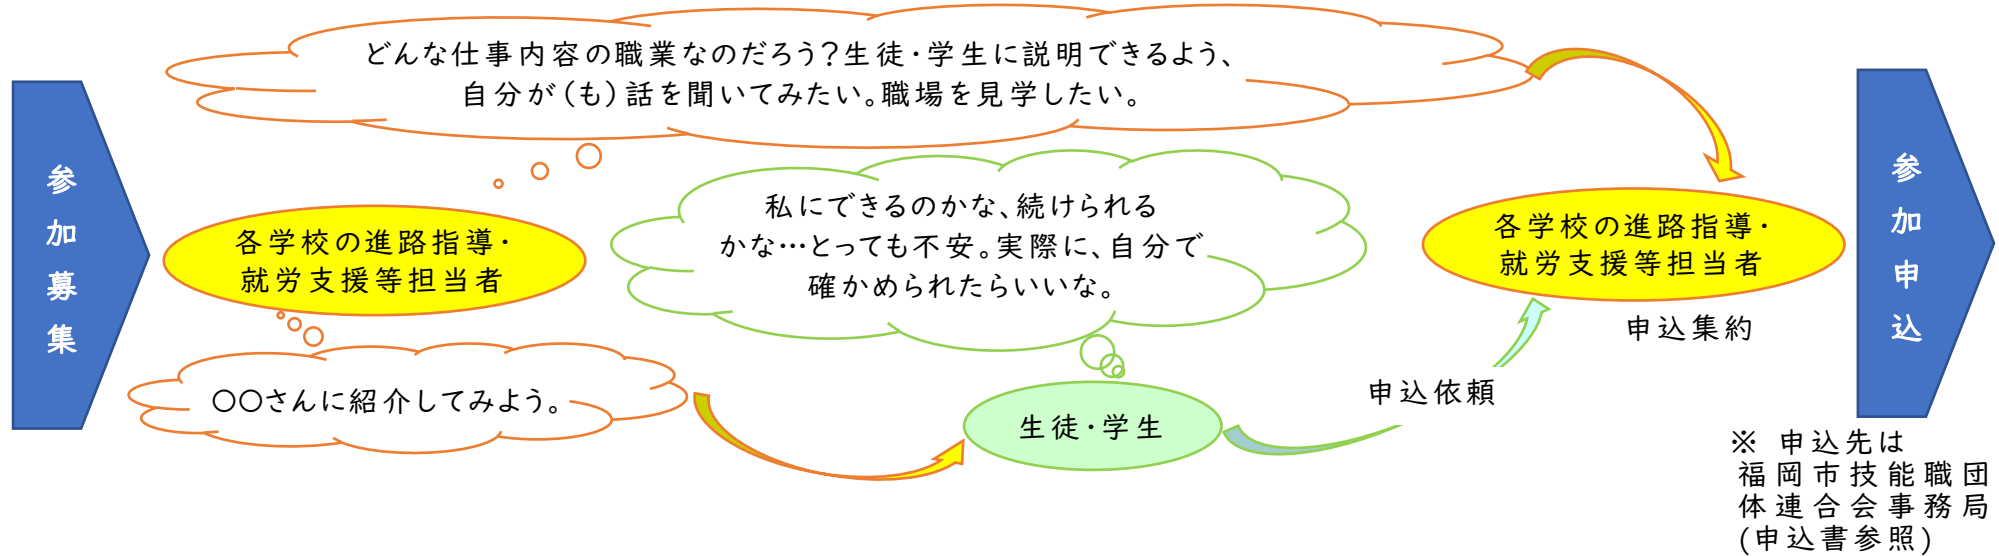 参加募集
どんな仕事内容の職業なのだろう?生徒・学生に説明できるよう、
自分が(も)話を聞いてみたい。職場を見学したい。
各学校の進路指導・
就労支援等担当者
〇〇さんに紹介してみよう。
私にできるのかな、続けられる
かな…とっても不安。実際に、自分で
確かめられたらいいな。
生徒・学生
申込依頼
各学校の進路指導・
就労支援等担当者
申込集約
参加申込
※ 申込先は
福岡市技能職団
体連合会事務局
(申込書参照)